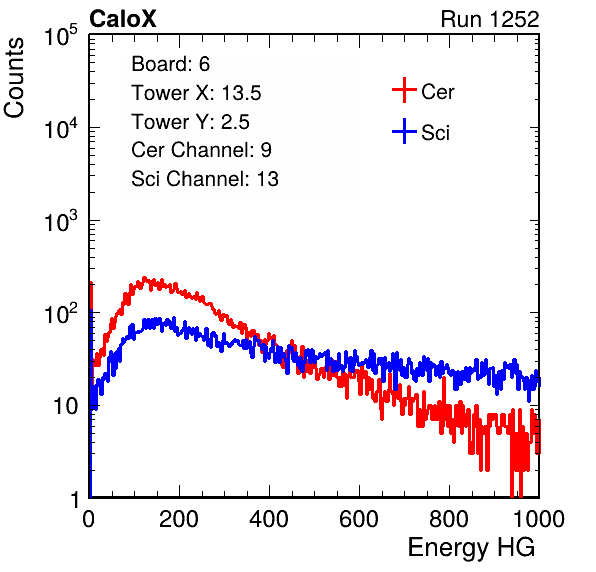 CaloX Run 1252
Counts
Board: 6
Tower X: 13.5
Tower Y: 2.5
Cer Channel: 9
Sci Channel: 13
Cer
Sci
10^5
10^4
10^3
10^2
10
1
0 200 400 600 800 1000
Energy HG